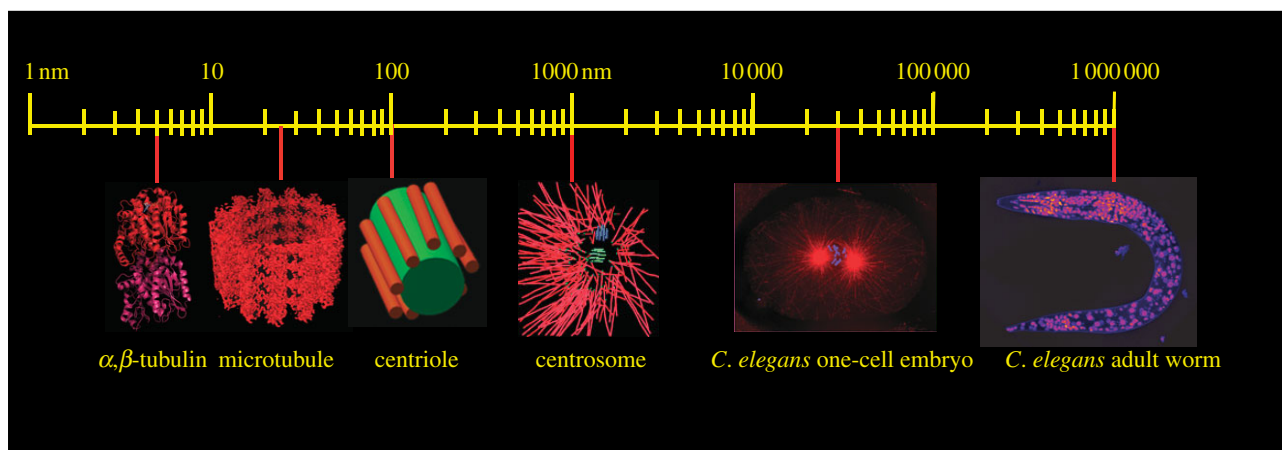 1 nm 10 100 1000 nm 10 000 100 000 1 000 000
α,β-tubulin microtubule centriole centrosome C. elegans one-cell embryo C. elegans adult worm